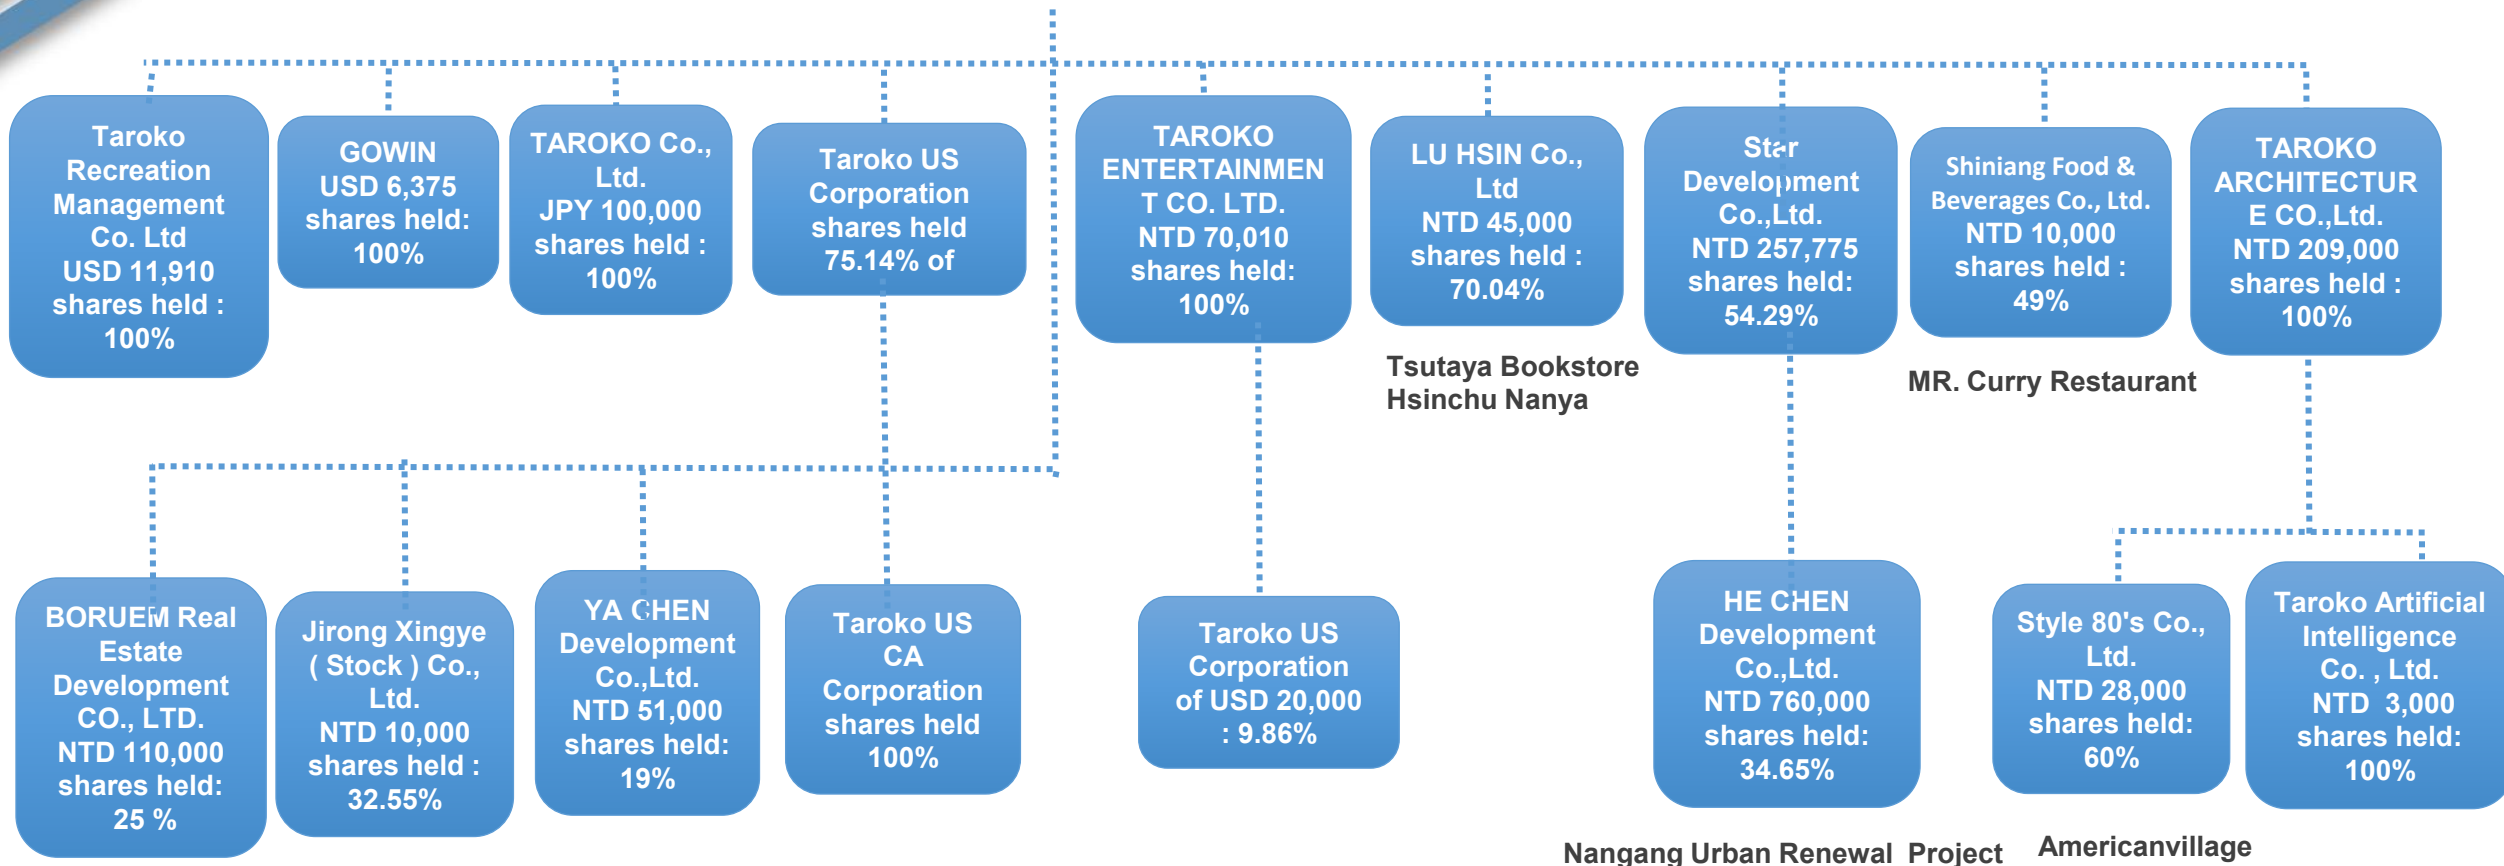 Taroko
Recreation
Management
Co. Ltd
USD 11,910
shares held :
100%
GOWIN
USD 6,375
shares held:
100%
TAROKO Co.,
Ltd.
JPY 100,000
shares held :
100%
Taroko US
Corporation
shares held
75.14% of
TAROKO
ENTERTAINMEN
T CO. LTD.
NTD 70,010
shares held:
100%
LU HSIN Co.,
Ltd
NTD 45,000
shares held :
70.04%
Star
Development
Co.,Ltd.
NTD 257,775
shares held:
54.29%
Shiniang Food &
Beverages Co., Ltd.
NTD 10,000
shares held :
49%
TAROKO
ARCHITECTUR
E CO.,Ltd.
NTD 209,000
shares held :
100%
Tsutaya Bookstore
Hsinchu Nanya
MR. Curry Restaurant
BORUEM Real
Estate
Development
CO., LTD.
NTD 110,000
shares held:
25 %
Jirong Xingye
( Stock ) Co.,
Ltd.
NTD 10,000
shares held :
32.55%
YA CHEN
Development
Co.,Ltd.
NTD 51,000
shares held:
19%
Taroko US
CA
Corporation
shares held
100%
Taroko US
Corporation
of USD 20,000
: 9.86%
HE CHEN
Development
Co.,Ltd.
NTD 760,000
shares held:
34.65%
Style 80's Co.,
Ltd.
NTD 28,000
shares held:
60%
Taroko Artificial
Intelligence
Co. , Ltd.
NTD  3,000
shares held:
100%
Nangang Urban Renewal  Project
Americanvillage